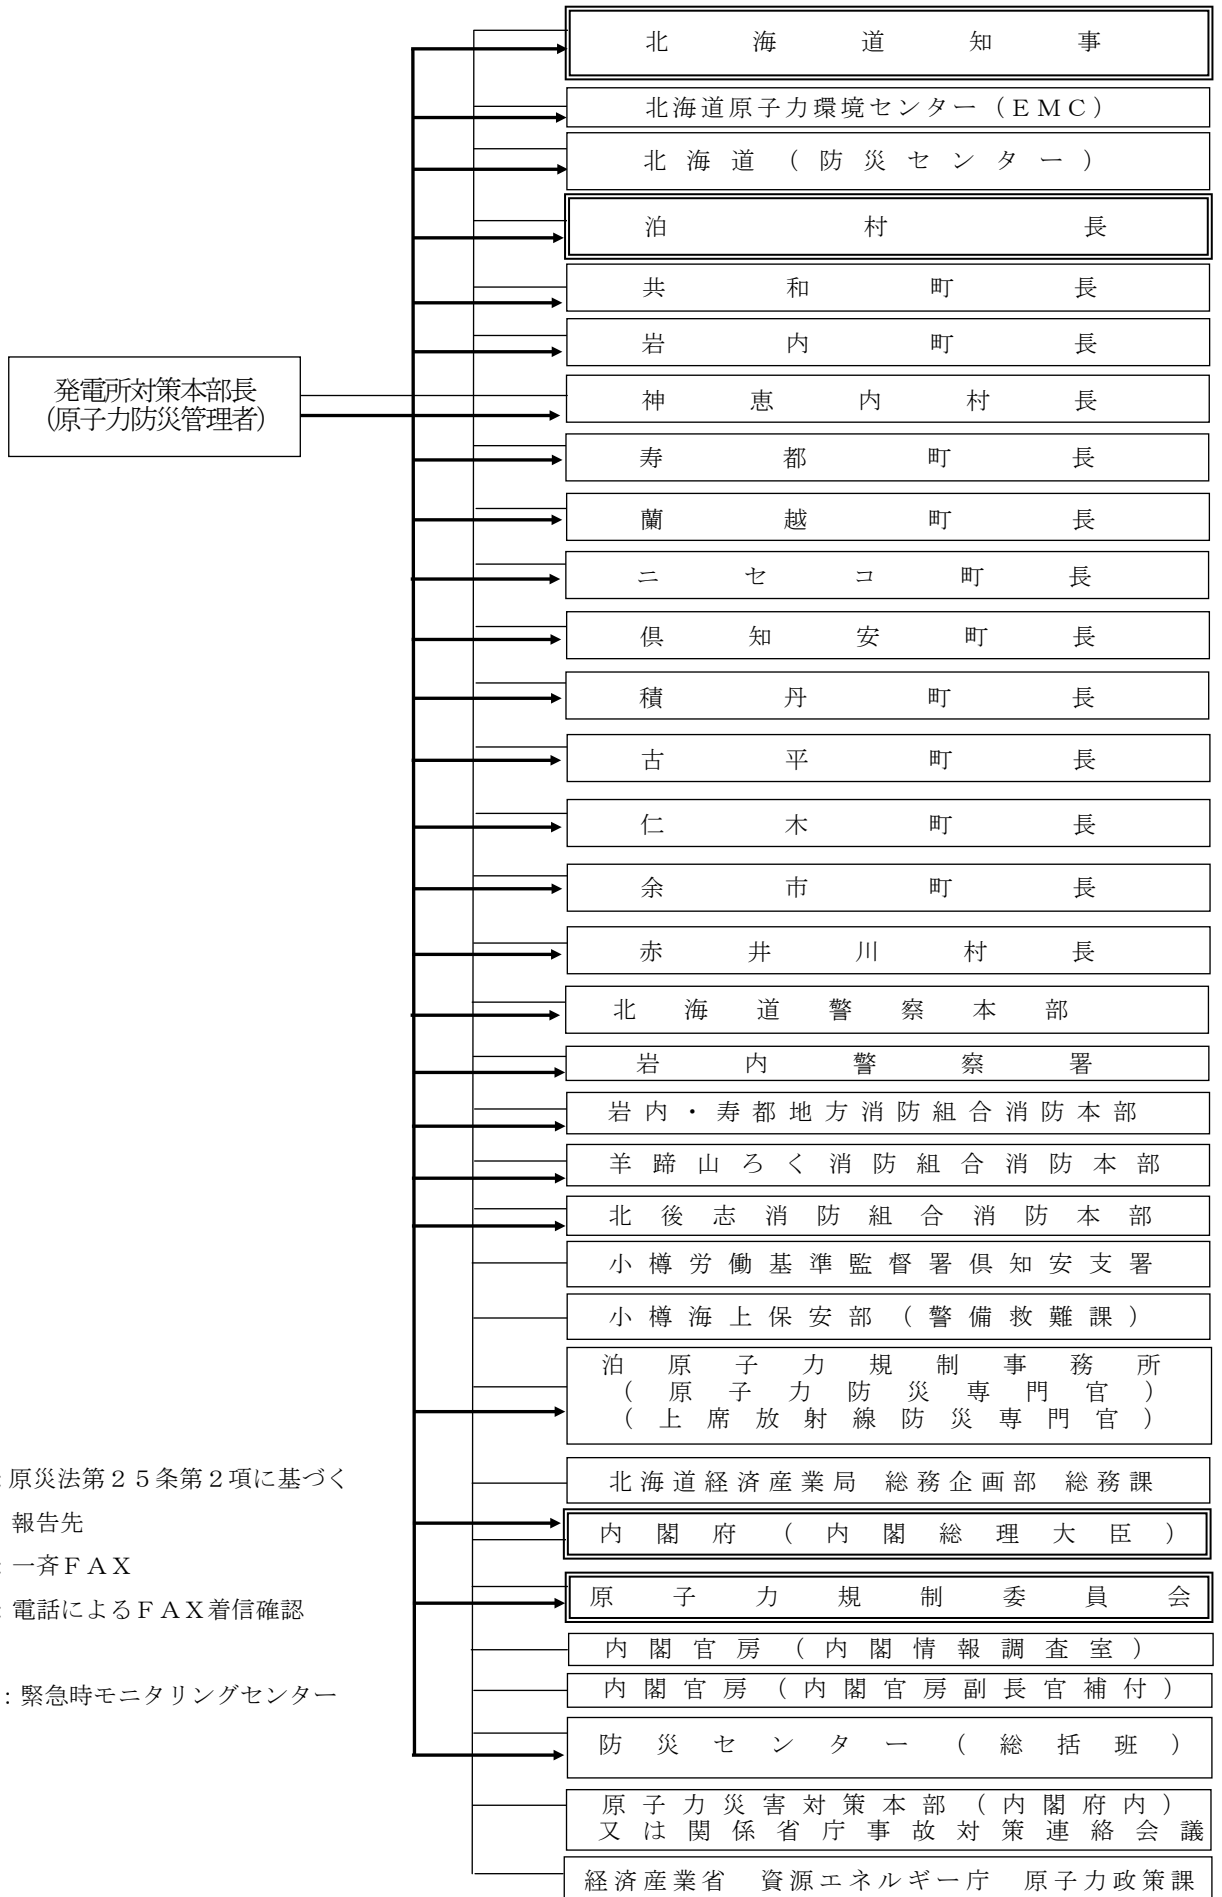 北海道知事
北海道原子力環境センター（ＥＭＣ）
北海道（防災センター）
泊村長
共和町長
岩内町長
発電所対策本部長
（原子力防災管理者）
神恵内村長
寿都町長
蘭越町長
ニセコ町長
倶知安町長
積丹町長
古平町長
仁木町長
余市町長
赤井川村長
北海道警察本部
岩内警察署
岩内・寿都地方消防組合消防本部
羊蹄山ろく消防組合消防本部
北後志消防組合消防本部
小樽労働基準監督署倶知安支署
小樽海上保安部（警備救難課）
泊原子力規制事務所
（原子力防災専門官）
（上席放射線防災専門官）
北海道経済産業局　総務企画部　総務課
内閣府（内閣総理大臣）
原子力規制委員会
内閣官房（内閣情報調査室）
内閣官房（内閣官房副長官補付）
防災センター（総括班）
原子力災害対策本部（内閣府内）
又は関係省庁事故対策連絡会議
経済産業省　資源エネルギー庁　原子力政策課
：原災法第２５条第２項に基づく
報告先
：一斉ＦＡＸ
：電話によるＦＡＸ着信確認
：緊急時モニタリングセンター